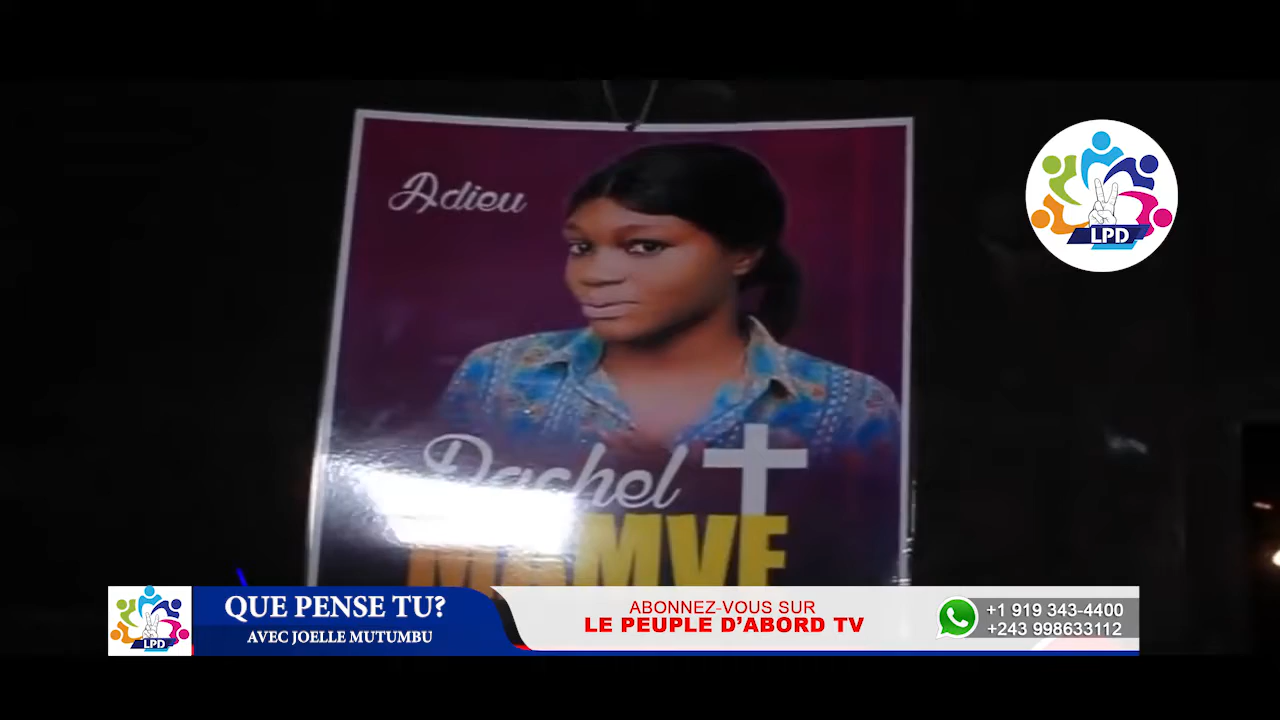 Adieu
LPD
MAMVE
QUE PENSE TU?
AVEC JOELLE MUTUMBU
ABONNEZ-VOUS SUR
LE PEUPLE D'ABORD TV
+1 919 343-4400
+243 998633112
LPD